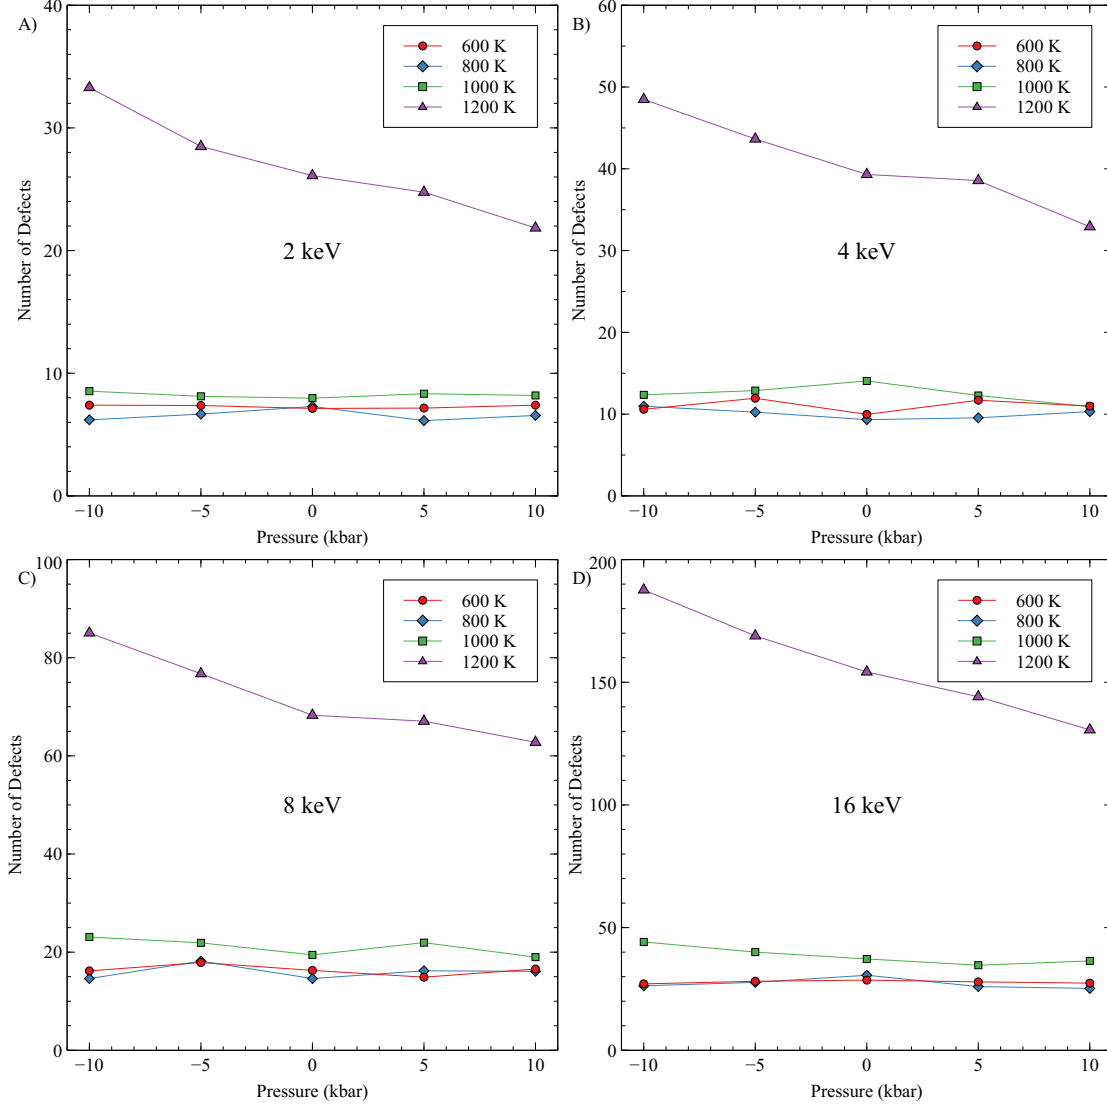 A)
40
30
20
10
0
Number of Defects
600 K
800 K
1000 K
1200 K
2 keV
−10 −5 0 5 10
Pressure (kbar)
B)
60
50
40
30
20
10
0
Number of Defects
600 K
800 K
1000 K
1200 K
4 keV
−10 −5 0 5 10
Pressure (kbar)
C)
100
80
60
40
20
0
Number of Defects
600 K
800 K
1000 K
1200 K
8 keV
−10 −5 0 5 10
Pressure (kbar)
D)
200
150
100
50
0
Number of Defects
600 K
800 K
1000 K
1200 K
16 keV
−10 −5 0 5 10
Pressure (kbar)